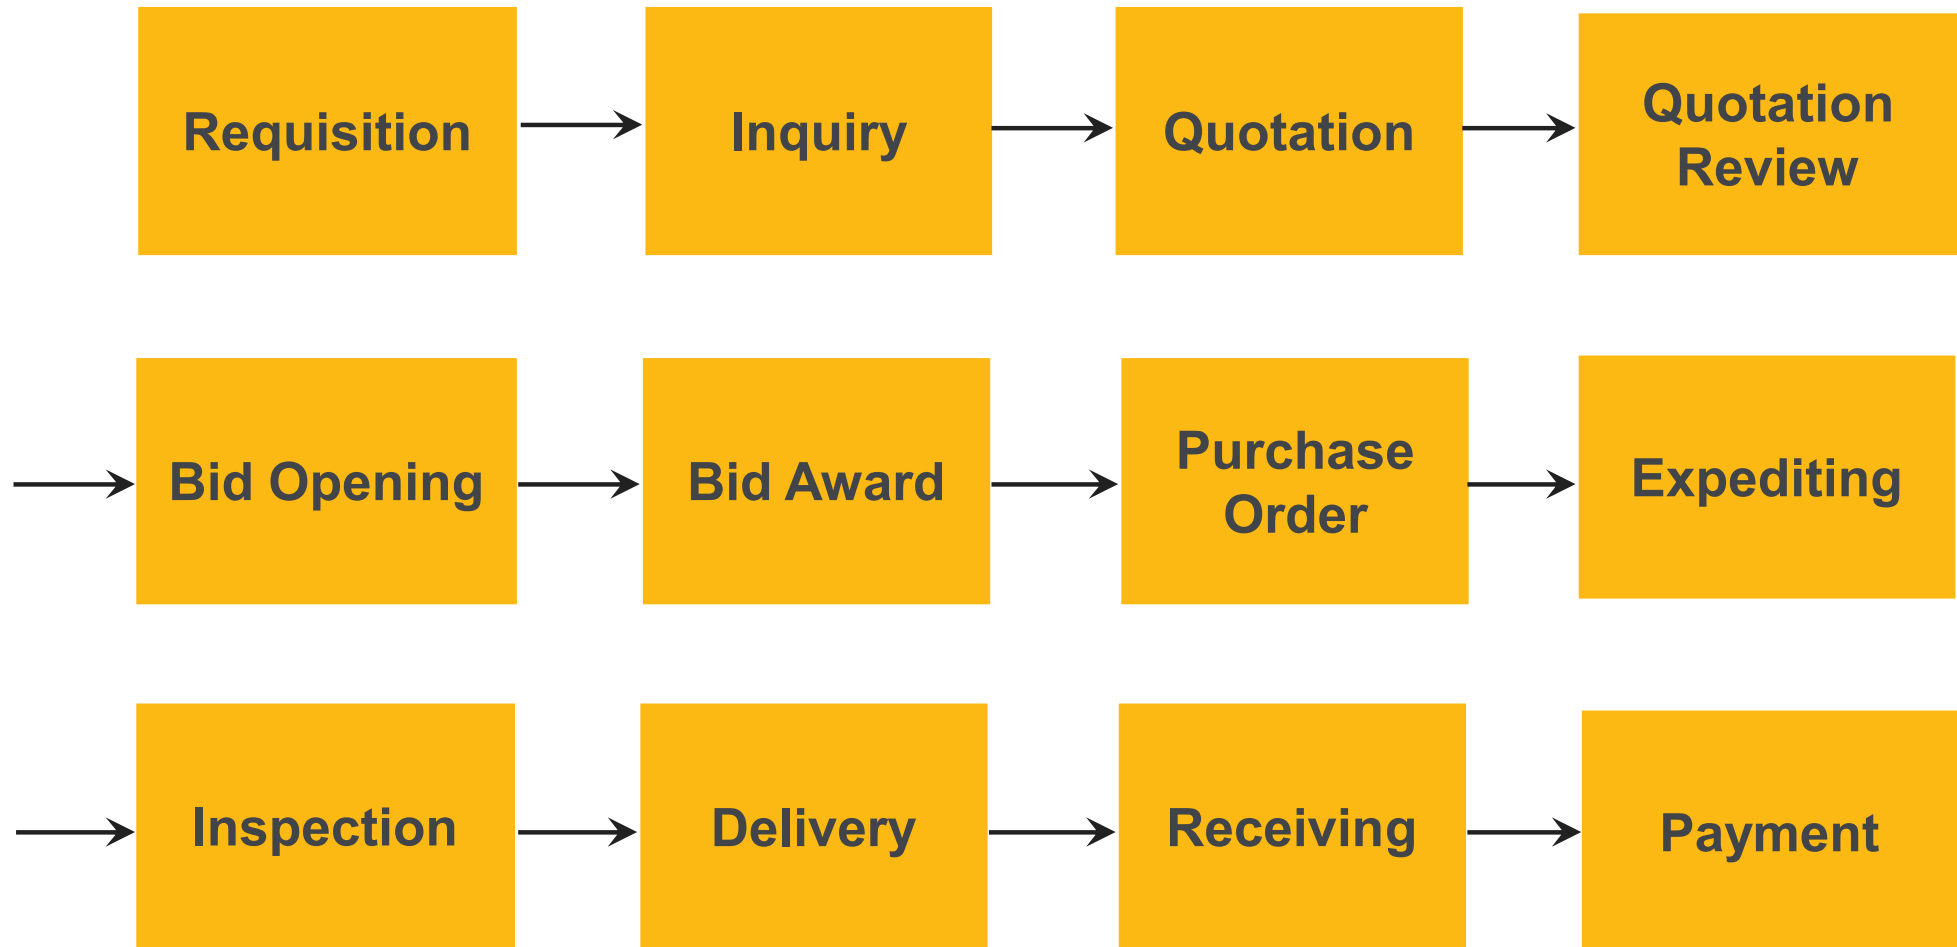 Requisition
Inquiry
Quotation
Quotation
Review
Bid Opening
Bid Award
Purchase
Order
Expediting
Inspection
Delivery
Receiving
Payment